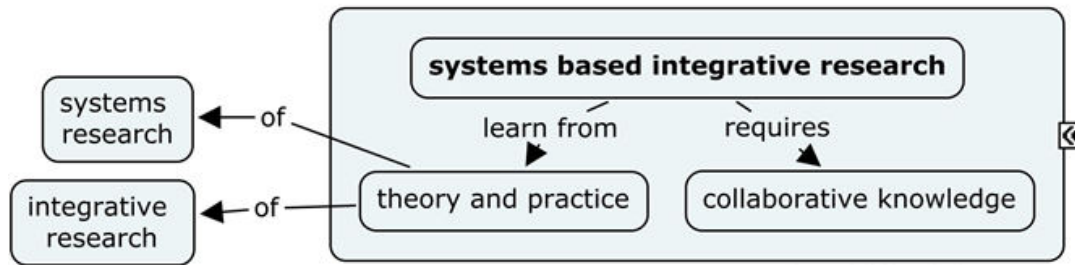 systems based integrative research
systems
research
of
learn from
requires
theory and practice
collaborative knowledge
integrative
research
of